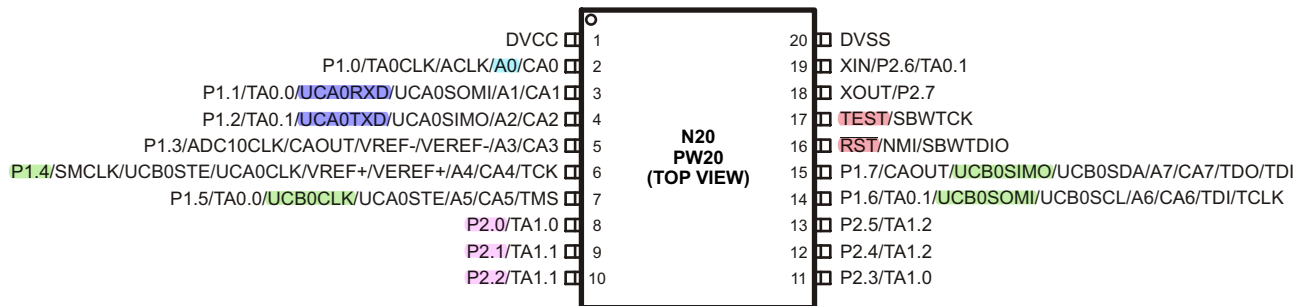 DVCC 1
P1.0/TA0CLK/ACLK/A0/CA0 2
P1.1/TA0.0/UCA0RXD/UCA0SOMI/A1/CA1 3
P1.2/TA0.1/UCA0TXD/UCA0SIMO/A2/CA2 4
P1.3/ADC10CLK/CAOUT/VREF-/VEREF-/A3/CA3 5
P1.4/SMCLK/UCB0STE/UCA0CLK/VREF+/VEREF+/A4/CA4/TCK 6
P1.5/TA0.0/UCB0CLK/UCA0STE/A5/CA5/TMS 7
P2.0/TA1.0 8
P2.1/TA1.1 9
P2.2/TA1.1 10
N20
PW20
(TOP VIEW)
20 DVSS
19 XIN/P2.6/TA0.1
18 XOUT/P2.7
17 TEST/SBWTCK
16 RST/NMI/SBWTDIO
15 P1.7/CAOUT/UCB0SIMO/UCB0SDA/A7/CA7/TDO/TDI
14 P1.6/TA0.1/UCB0SOMI/UCB0SCL/A6/CA6/TDI/TCLK
13 P2.5/TA1.2
12 P2.4/TA1.2
11 P2.3/TA1.0